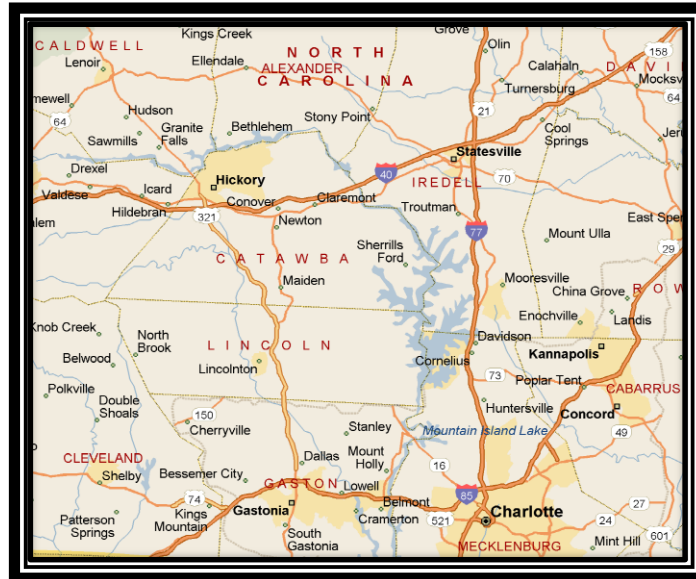 Kings Creek
Grove
Olin
CALDWELL
NORTH
CAROLINA
158
Lenoir
Ellendale
ALEXANDER
Calahaln
DAVI
Turnersburg
Mocksv
mewell
64
Hudson
Stony Point
21
64
Sawmills
Granite
Falls
Bethlehem
Cool
Springs
Jeru
Drexel
Statesville
Hickory
40
IREDELL
70
Valdese
Icard
Conover
Claremont
Hildebran
321
Newton
Troutman
77
East Spe
alem
Mount Ulla
29
CATAWBA
Sherrills
Ford
Maiden
Mooresville
China Grove
ROW
Enochville
Landis
Knob Creek
North
Brook
LINCOLN
Davidson
Kannapolis
Belwood
Lincolnton
Cornelius
73
Poplar Tent
CABARRUS
Polkville
Double
Shoals
150
Cherryville
Stanley
Huntersville
Concord
Mountain Island Lake
49
CLEVELAND
Shelby
Bessemer City
Dallas
Mount
Holly
16
GASTON
Lowell
85
74
Kings
Mountain
Gastonia
Belmont
Cramerton
521
Charlotte
27
24
Patterson
Springs
South
Gastonia
MECKLENBURG
Mint Hill
601